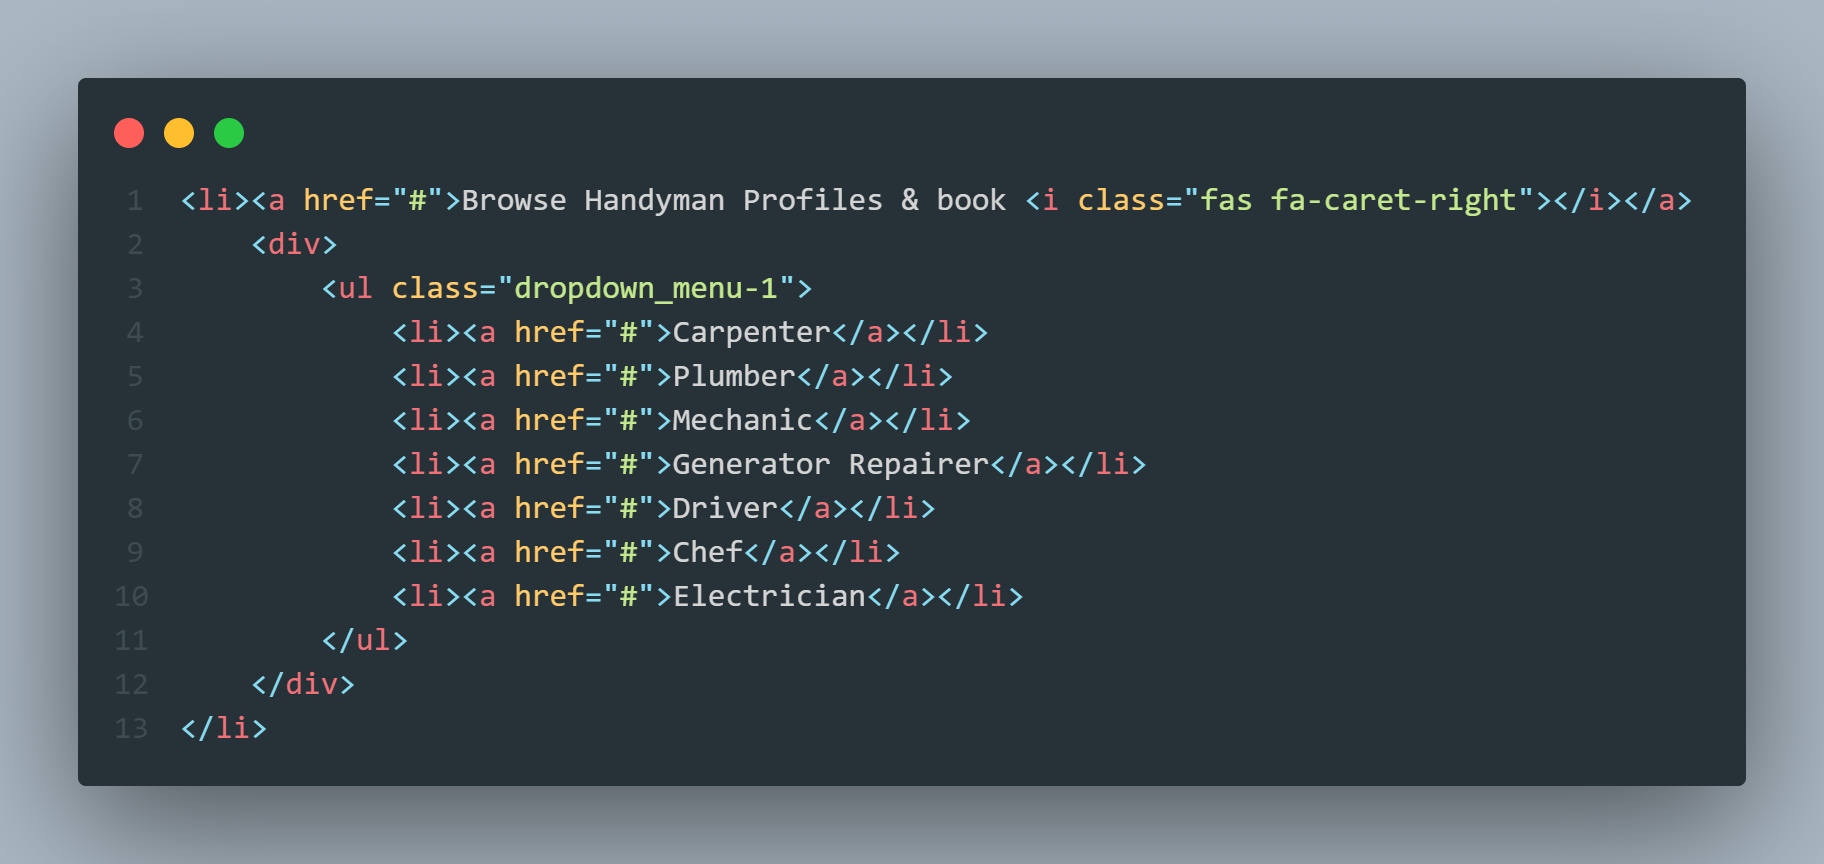 1 <li><a href="#">Browse Handyman Profiles & book <i class="fas fa-caret-right"></i></a>
2     <div>
3         <ul class="dropdown_menu-1">
4             <li><a href="#">Carpenter</a></li>
5             <li><a href="#">Plumber</a></li>
6             <li><a href="#">Mechanic</a></li>
7             <li><a href="#">Generator Repairer</a></li>
8             <li><a href="#">Driver</a></li>
9             <li><a href="#">Chef</a></li>
10             <li><a href="#">Electrician</a></li>
11         </ul>
12     </div>
13 </li>